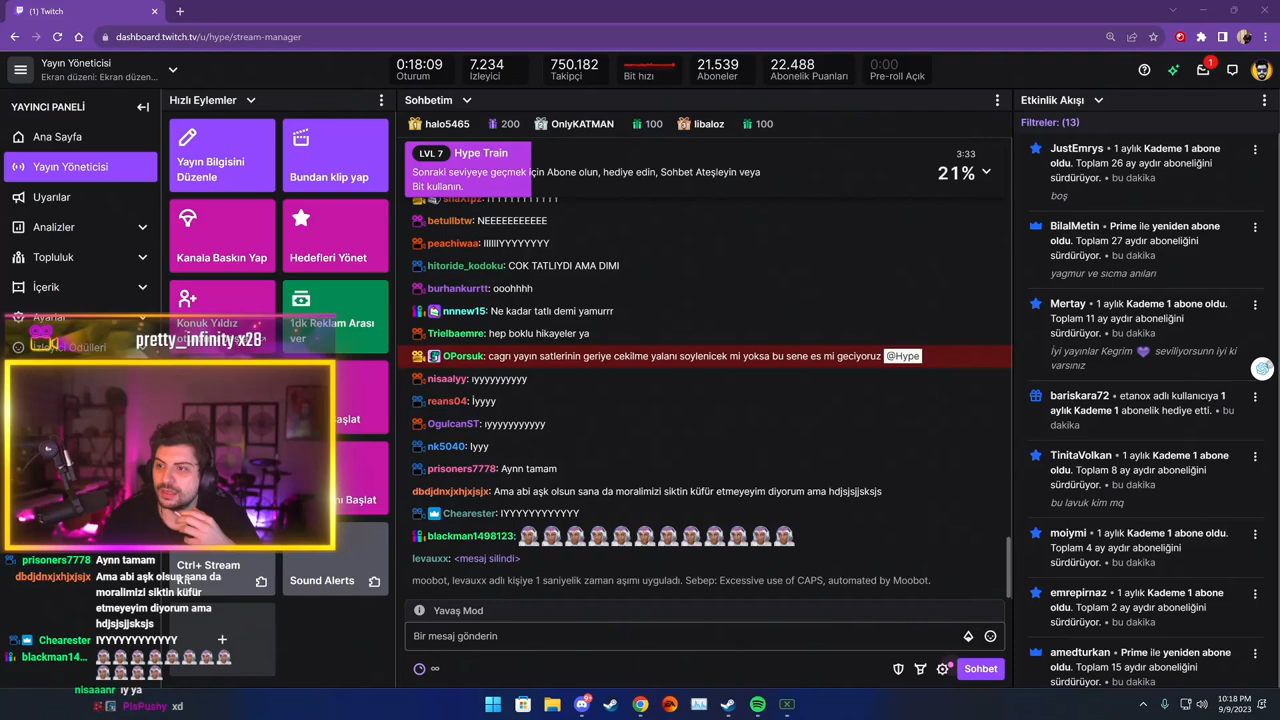 (1) Twitch
dashboard.twitch.tv/u/hype/stream-manager
Yayın Yöneticisi
Ekran düzeni: Ekran düzen...
0:18:09
Oturum
7.234
İzleyici
750.182
Takipçi
Bit hızı
21.539
Aboneler
22.488
Abonelik Puanları
0:00
Pre-roll Açık
1
YAYINCI PANELİ
Ana Sayfa
Yayın Yöneticisi
Uyarılar
Analizler
Topluluk
İçerik
Ayarlar
İzleyici Ödülleri
Hızlı Eylemler
Yayın Bilgisini
Düzenle
Bundan klip yap
Kanala Baskın Yap
Hedefleri Yönet
Konuk Yıldız
1dk Reklam Arası
ver
pretty_infinity x28
Ctrl+ Stream
Kit
Sound Alerts
prisoners7778 Aynn tamam
dbdjdnxjxhjxjsjx Ama abi aşk olsun sana da
moralimizi siktin küfür
etmeyeyim diyorum ama
hdjsjsjjsksjs
Chearester IYYYYYYYYYYY
blackman14...
nisaaanr iy ya
PisPushy xd
Sohbetim
halo5465 200 OnlyKATMAN 100 libaloz 100
LVL 7 Hype Train
3:33
Sonraki seviyeye geçmek için Abone olun, hediye edin, Sohbet Ateşleyin veya
Bit kullanın.
21%
betullbtw: NEEEEEEEEEEE
peachiwaa: IIIIIIYYYYYYYY
hitoride_kodoku: COK TATLIYDI AMA DIMI
burhankurrtt: ooohhhh
nnnew15: Ne kadar tatlı demi yamurrr
Trielbaemre: hep boklu hikayeler ya
OPorsuk: cagrı yayın satlerinin geriye cekilme yalanı soylenicek mi yoksa bu sene es mi geciyoruz @Hype
nisaalyy: ıyyyyyyyyyy
reans04: İyyyy
OgulcanST: ıyyyyyyyyyyy
nk5040: Iyyy
prisoners7778: Aynn tamam
dbdjdnxjxhjxjsjx: Ama abi aşk olsun sana da moralimizi siktin küfür etmeyeyim diyorum ama hdjsjsjjsksjs
Chearester: IYYYYYYYYYYYY
blackman1498123:
levauxx: <mesaj silindi>
moobot, levauxx adlı kişiye 1 saniyelik zaman aşımı uyguladı. Sebep: Excessive use of CAPS, automated by Moobot.
Yavaş Mod
Bir mesaj gönderin
Sohbet
Etkinlik Akışı
Filtreler: (13)
JustEmrys • 1 aylık Kademe 1 abone
oldu. Toplam 26 ay aydır aboneliğini
sürdürüyor. • bu dakika
boş
BilalMetin • Prime ile yeniden abone
oldu. Toplam 27 aydır aboneliğini
sürdürüyor. • bu dakika
yagmur ve sıcma anıları
Mertay • 1 aylık Kademe 1 abone oldu.
Toplam 11 ay aydır aboneliğini
sürdürüyor. • bu dakika
İyi yayınlar Kegrim seviliyorsunn iyi ki
varsınız
bariskara72 • etanıxx adlı kullanıcıya 1
aylık Kademe 1 abonelik hediye etti. • bu
dakika
TinitaVolkan • 1 aylık Kademe 1 abone
oldu. Toplam 8 ay aydır aboneliğini
sürdürüyor. • bu dakika
bu lavuk kim mq
moiymi • 1 aylık Kademe 1 abone oldu.
Toplam 4 ay aydır aboneliğini
sürdürüyor. • bu dakika
emrepirnaz • 1 aylık Kademe 1 abone
oldu. Toplam 2 ay aydır aboneliğini
sürdürüyor. • bu dakika
amedturkan • 1 aylık Kademe 1 abone
oldu. Toplam 15 ay aydır aboneliğini
sürdürüyor. • bu dakika
10:18 PM
9/9/2023